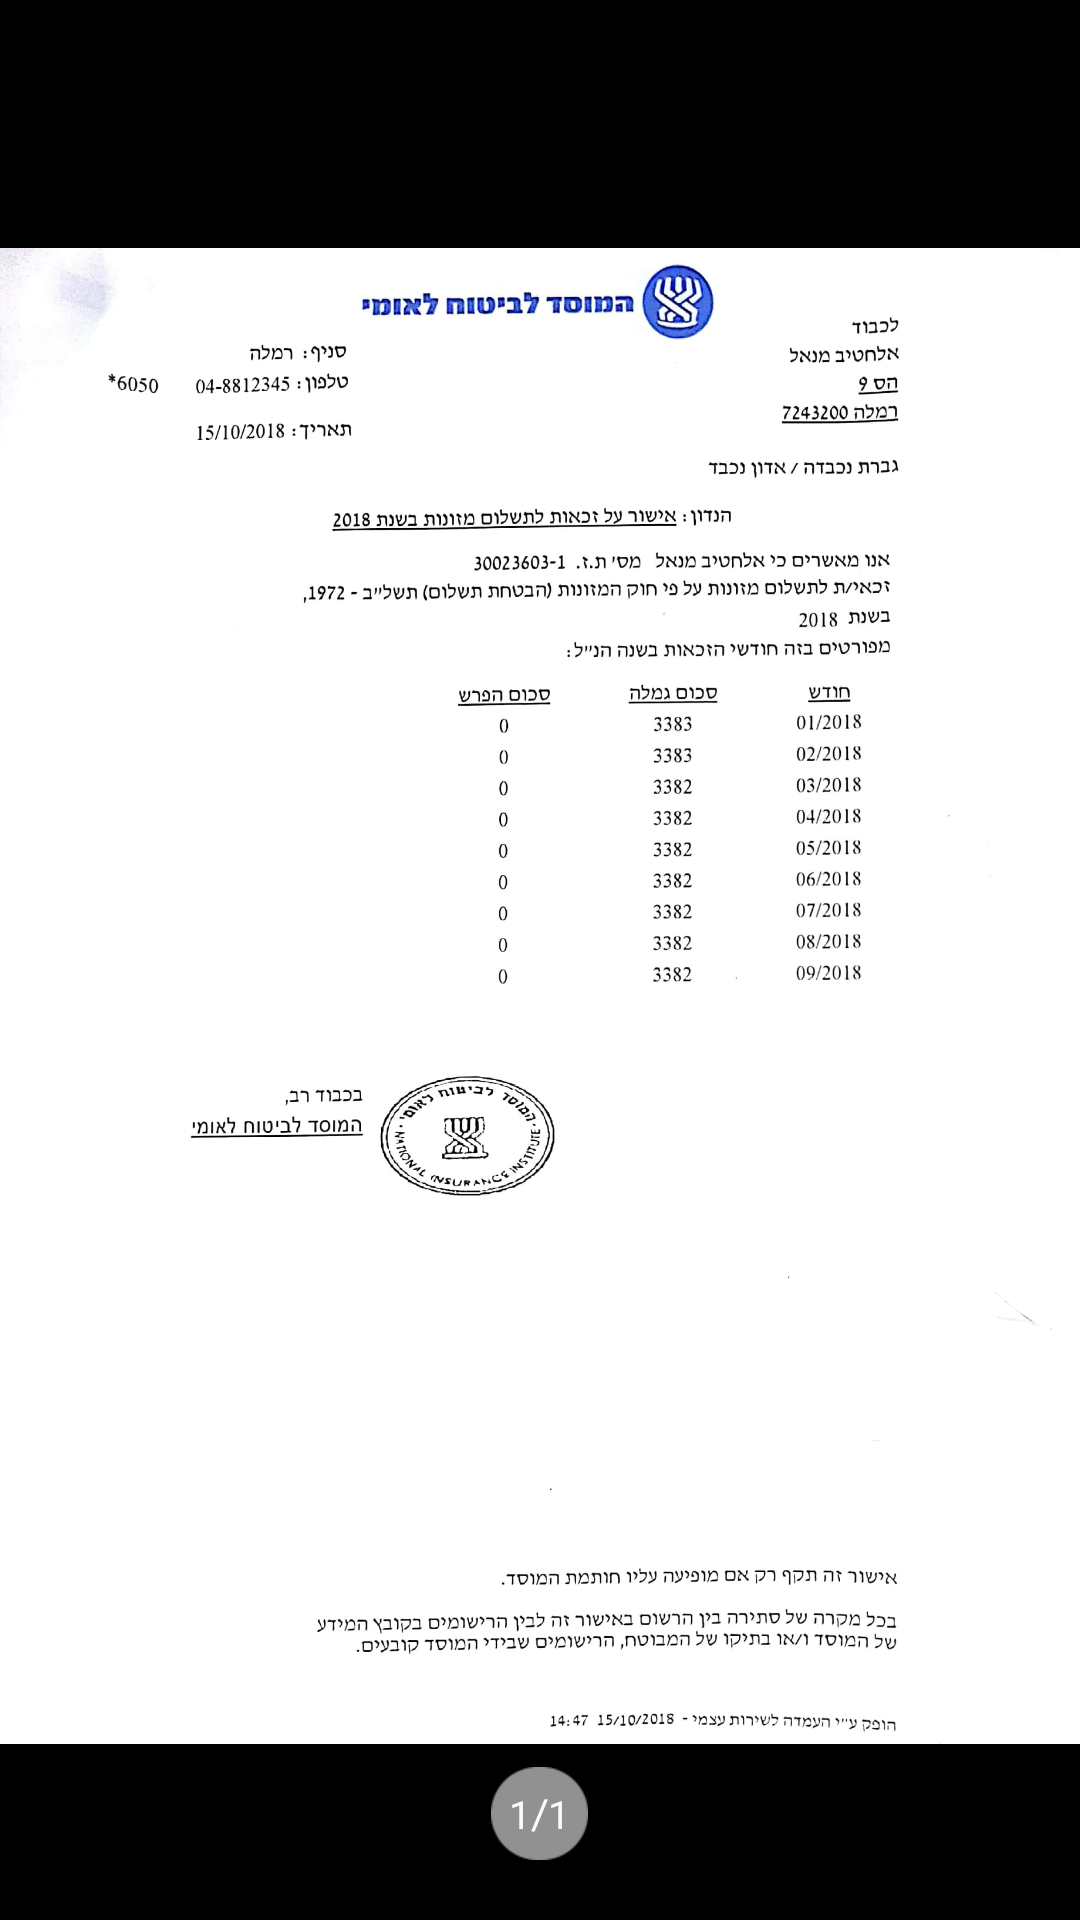 המוסד לביטוח לאומי
לכבוד
אלחטיב מנאל
הס 9
רמלה 7243200
סניף: רמלה
טלפון: 04-8812345 *6050
תאריך: 15/10/2018
גברת נכבדה / אדון נכבד
הנדון: אישור על זכאות לתשלום מזונות בשנת 2018
אנו מאשרים כי אלחטיב מנאל מס' ת.ז. 30023603-1
זכאי/ת לתשלום מזונות על פי חוק המזונות (הבטחת תשלום) תשל''ב - 1972,
בשנת 2018
מפורטים בזה חודשי הזכאות בשנה הנ''ל:
חודש סכום גמלה סכום הפרש
01/2018 3383 0
02/2018 3383 0
03/2018 3382 0
04/2018 3382 0
05/2018 3382 0
06/2018 3382 0
07/2018 3382 0
08/2018 3382 0
09/2018 3382 0
בכבוד רב,
המוסד לביטוח לאומי
המוסד לביטוח לאומי
NATIONAL INSURANCE INSTITUTE
אישור זה תקף רק אם מופיעה עליו חותמת המוסד.
בכל מקרה של סתירה בין הרשום באישור זה לבין הרישומים בקובץ המידע
של המוסד ו/או בתיקו של המבוטח, הרישומים שבידי המוסד קובעים.
הופק ע''י העמדה לשירות עצמי - 15/10/2018 14:47
1/1